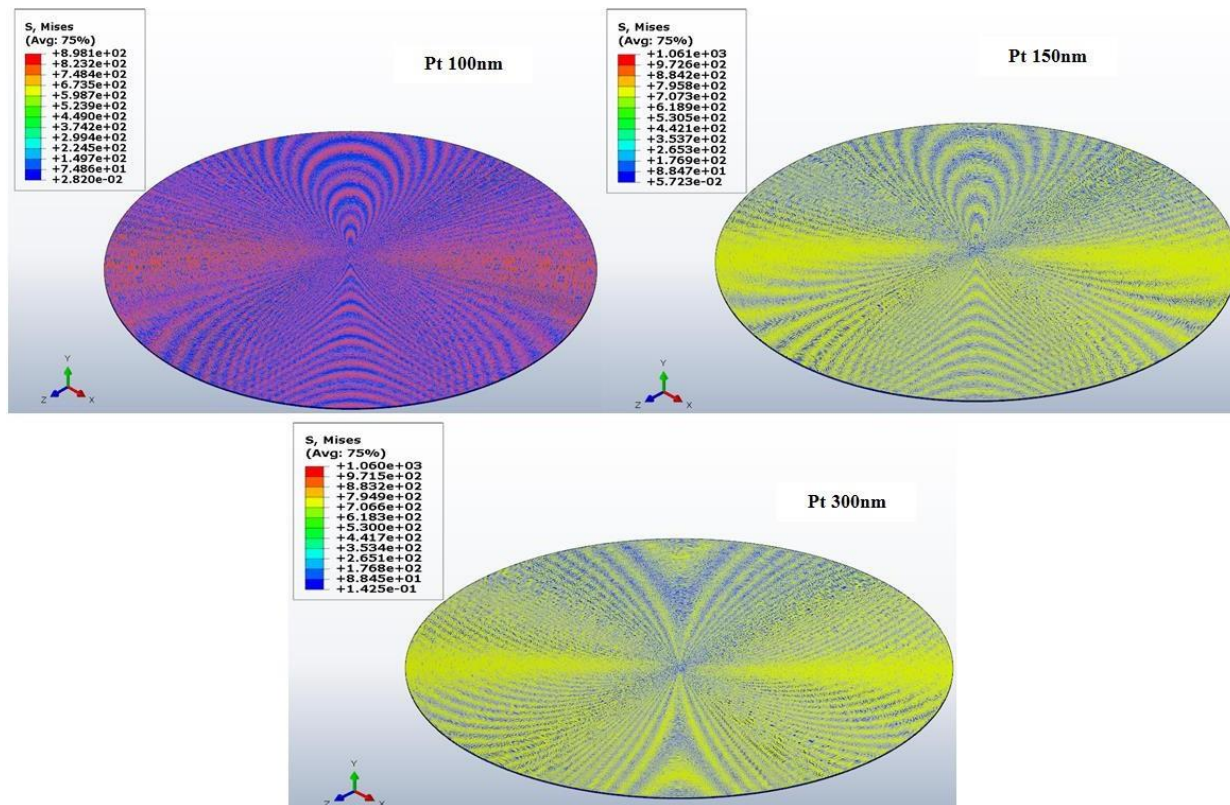 S, Mises
(Avg: 75%)
+8.981e+02
+8.232e+02
+7.484e+02
+6.735e+02
+5.987e+02
+5.239e+02
+4.490e+02
+3.742e+02
+2.994e+02
+2.245e+02
+1.497e+02
+7.486e+01
+2.820e-02
Pt 100nm
Y
Z
X
S, Mises
(Avg: 75%)
+1.061e+03
+9.726e+02
+8.842e+02
+7.958e+02
+7.073e+02
+6.189e+02
+5.305e+02
+4.421e+02
+3.537e+02
+2.653e+02
+1.769e+02
+8.847e+01
+5.723e-02
Pt 150nm
Y
Z
X
S, Mises
(Avg: 75%)
+1.060e+03
+9.715e+02
+8.832e+02
+7.949e+02
+7.066e+02
+6.183e+02
+5.300e+02
+4.417e+02
+3.534e+02
+2.651e+02
+1.768e+02
+8.845e+01
+1.425e-01
Pt 300nm
Y
Z
X